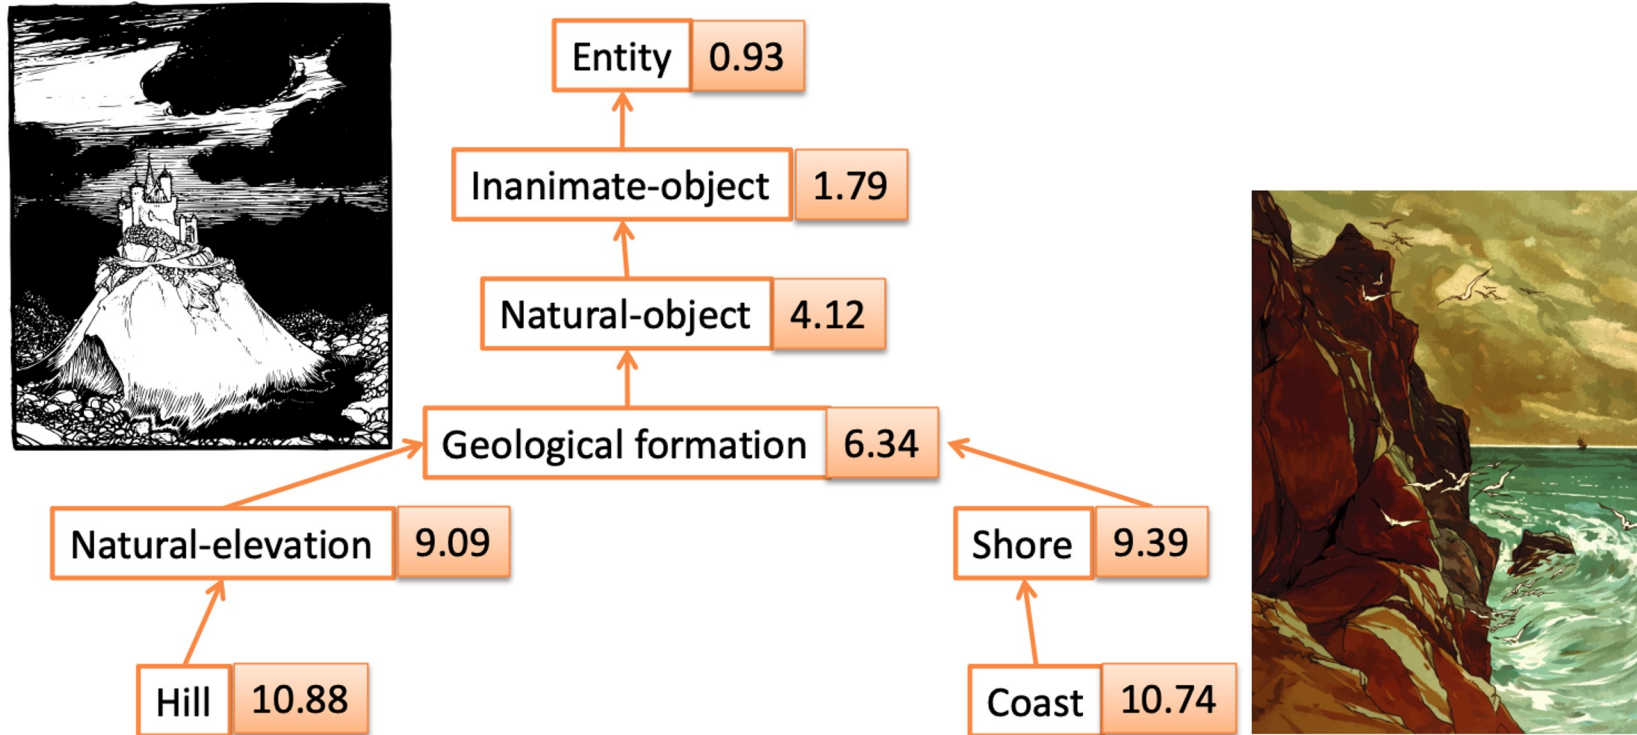 Entity 0.93
Inanimate-object 1.79
Natural-object 4.12
Geological formation 6.34
Natural-elevation 9.09
Shore 9.39
Hill 10.88
Coast 10.74